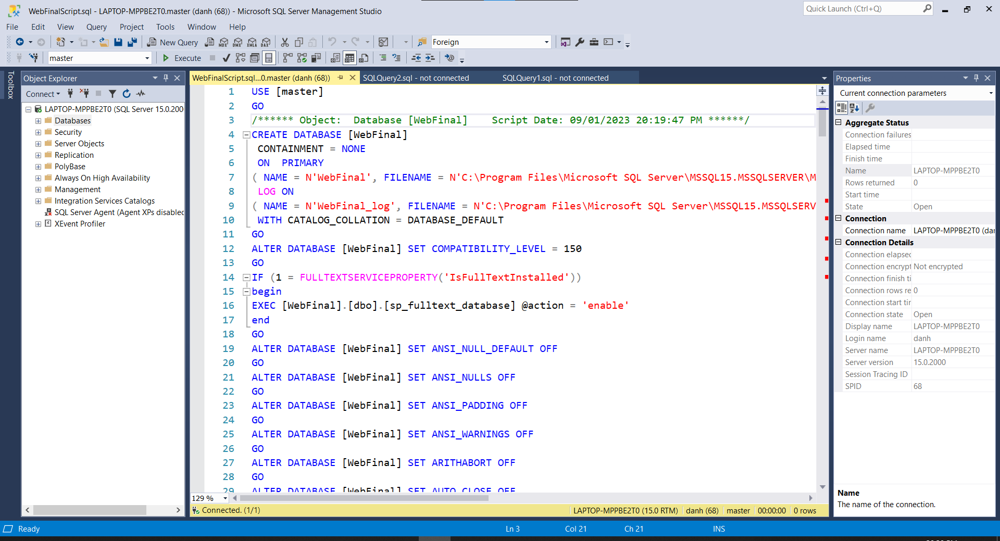 WebFinalScript.sql - LAPTOP-MPPBE2T0.master (danh (68)) - Microsoft SQL Server Management Studio
Quick Launch (Ctrl+Q)
File Edit View Query Project Tools Window Help
New Query MDX DMX XMLA DAX Foreign
master Execute
Toolbox
Object Explorer
Connect
LAPTOP-MPPBE2T0 (SQL Server 15.0.200
Databases
Security
Server Objects
Replication
PolyBase
Always On High Availability
Management
Integration Services Catalogs
SQL Server Agent (Agent XPs disablec
XEvent Profiler
WebFinalScript.sql...0.master (danh (68)) SQLQuery2.sql - not connected SQLQuery1.sql - not connected
1 USE [master]
2 GO
3 /****** Object:  Database [WebFinal]    Script Date: 09/01/2023 20:19:47 PM ******/
4 CREATE DATABASE [WebFinal]
5 CONTAINMENT = NONE
6 ON  PRIMARY
7 ( NAME = N'WebFinal', FILENAME = N'C:\Program Files\Microsoft SQL Server\MSSQL15.MSSQLSERVER\M
8 LOG ON
9 ( NAME = N'WebFinal_log', FILENAME = N'C:\Program Files\Microsoft SQL Server\MSSQL15.MSSQLSERV
10 WITH CATALOG_COLLATION = DATABASE_DEFAULT
11 GO
12 ALTER DATABASE [WebFinal] SET COMPATIBILITY_LEVEL = 150
13 GO
14 IF (1 = FULLTEXTSERVICEPROPERTY('IsFullTextInstalled'))
15 begin
16 EXEC [WebFinal].[dbo].[sp_fulltext_database] @action = 'enable'
17 end
18 GO
19 ALTER DATABASE [WebFinal] SET ANSI_NULL_DEFAULT OFF
20 GO
21 ALTER DATABASE [WebFinal] SET ANSI_NULLS OFF
22 GO
23 ALTER DATABASE [WebFinal] SET ANSI_PADDING OFF
24 GO
25 ALTER DATABASE [WebFinal] SET ANSI_WARNINGS OFF
26 GO
27 ALTER DATABASE [WebFinal] SET ARITHABORT OFF
28 GO
29 ALTER DATABASE [WebFinal] SET AUTO_CLOSE OFF
129 %
Connected. (1/1) LAPTOP-MPPBE2T0 (15.0 RTM) danh (68) master 00:00:00 0 rows
Properties
Current connection parameters
Aggregate Status
Connection failures
Elapsed time
Finish time
Name LAPTOP-MPPBE2T0
Rows returned 0
Start time
State Open
Connection
Connection name LAPTOP-MPPBE2T0 (dan
Connection Details
Connection elapsed
Connection encrypt Not encrypted
Connection finish ti
Connection rows re 0
Connection start tir
Connection state Open
Display name LAPTOP-MPPBE2T0
Login name danh
Server name LAPTOP-MPPBE2T0
Server version 15.0.2000
Session Tracing ID
SPID 68
Name
The name of the connection.
Ready Ln 3 Col 21 Ch 21 INS